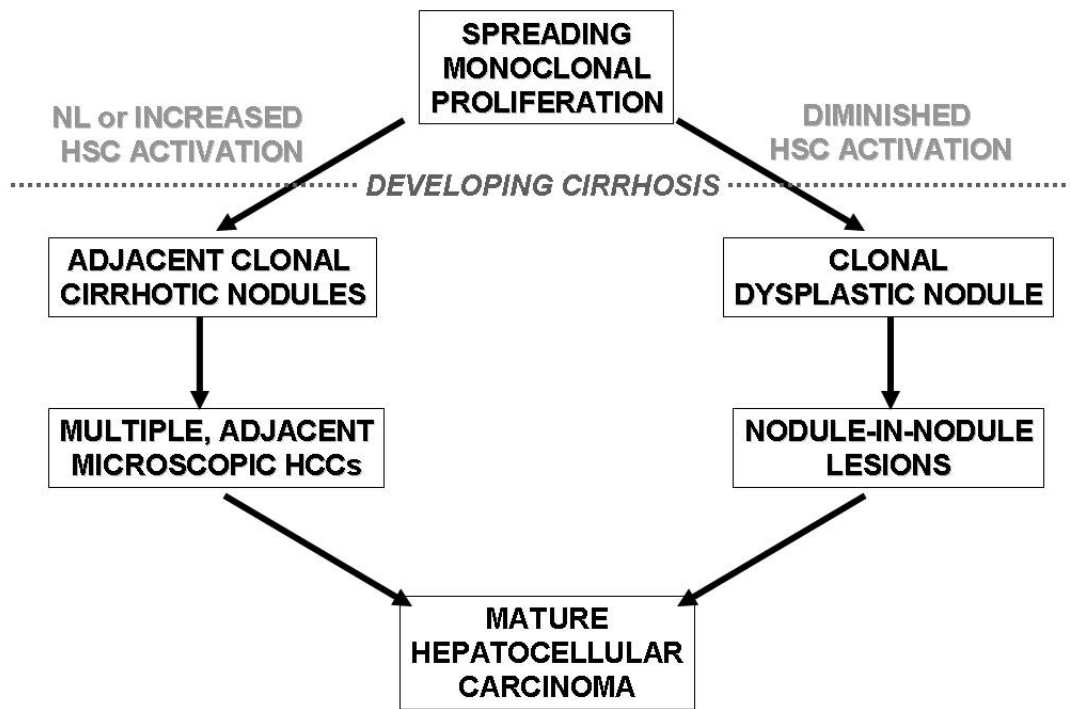 SPREADING
MONOCLONAL
PROLIFERATION
NL or INCREASED
HSC ACTIVATION
DIMINISHED
HSC ACTIVATION
DEVELOPING CIRRHOSIS
ADJACENT CLONAL
CIRRHOTIC NODULES
CLONAL
DYSPLASTIC NODULE
MULTIPLE, ADJACENT
MICROSCOPIC HCCs
NODULE-IN-NODULE
LESIONS
MATURE
HEPATOCELLULAR
CARCINOMA